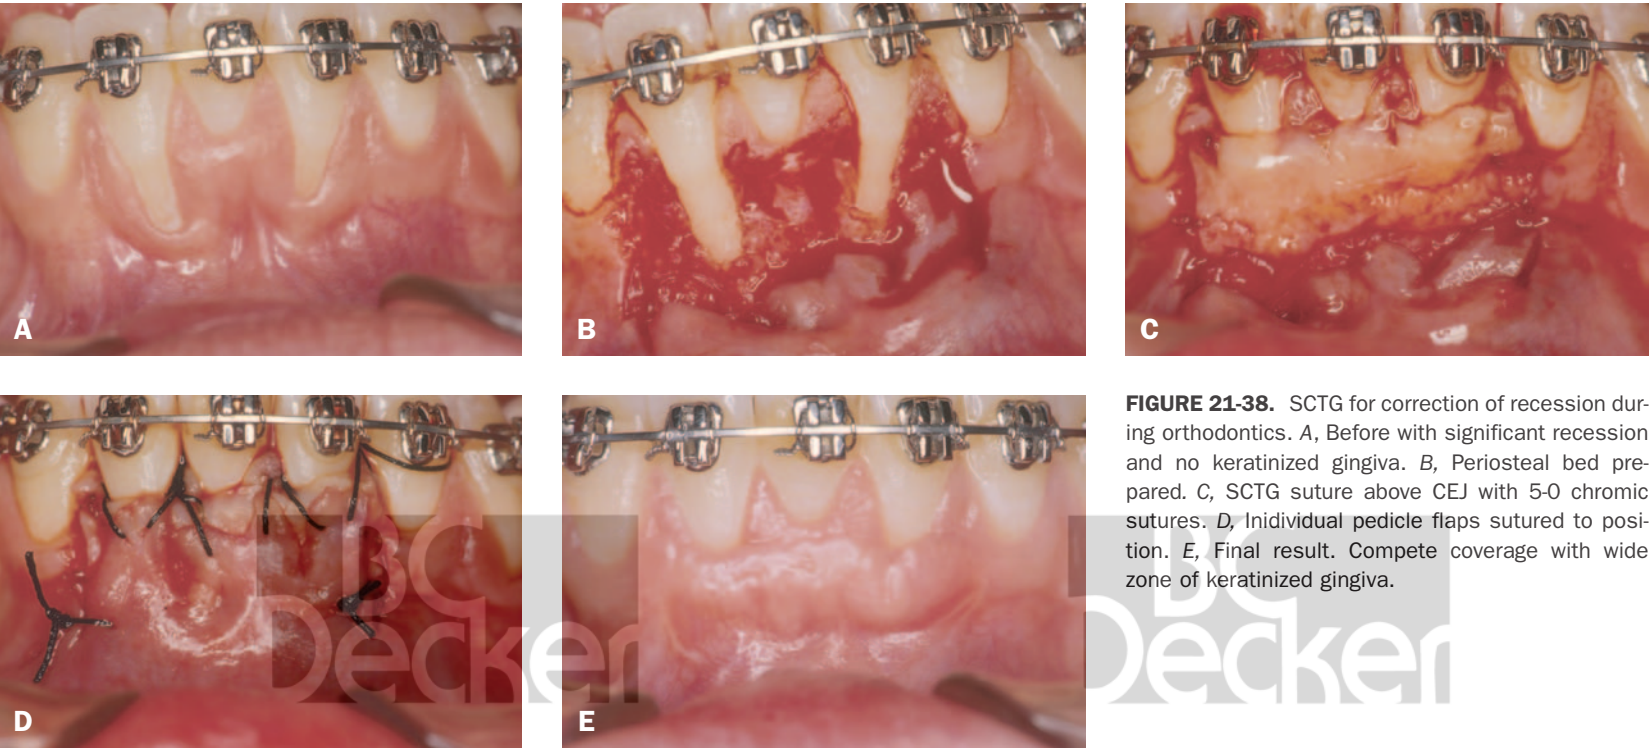 A
B
C
D
E
FIGURE 21-38. SCTG for correction of recession dur-
ing orthodontics. A, Before with significant recession
and no keratinized gingiva. B, Periosteal bed pre-
pared. C, SCTG suture above CEJ with 5-0 chromic
sutures. D, Inidividual pedicle flaps sutured to posi-
tion. E, Final result. Compete coverage with wide
zone of keratinized gingiva.
BC
Decker
BC
Decker